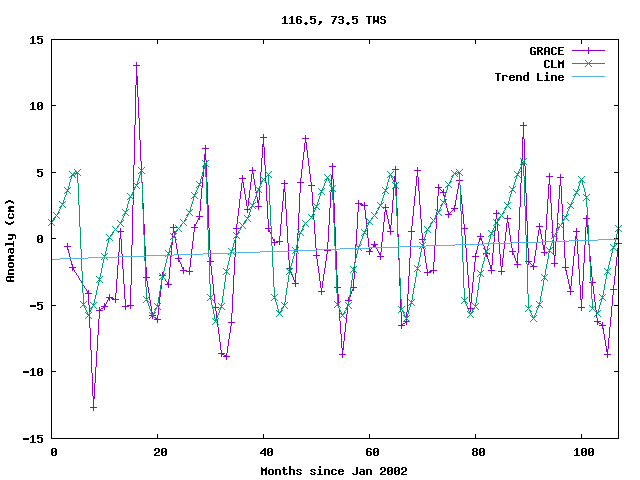 116.5, 73.5 TWS
GRACE
CLM
Trend Line
Anomaly (cm)
15
10
5
0
-5
-10
-15
0 20 40 60 80 100
Months since Jan 2002